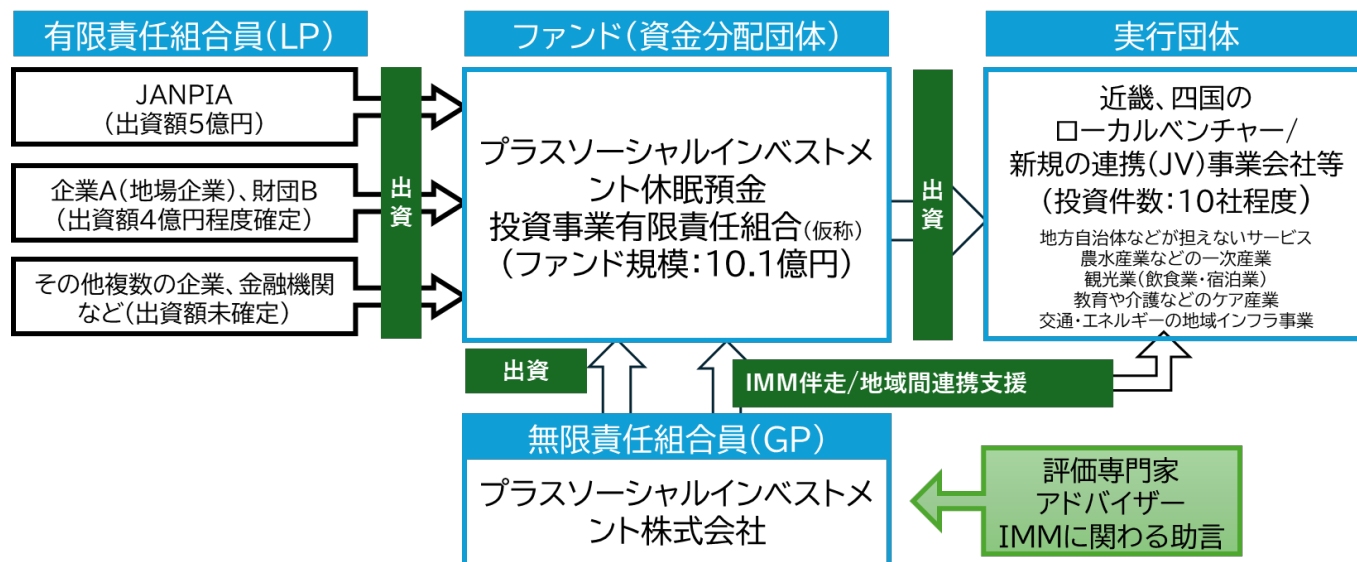 有限責任組合員(LP)
JANPIA
(出資額5億円)
企業A(地場企業)、財団B
(出資額4億円程度確定)
その他複数の企業、金融機関
など(出資額未確定)
出資
ファンド(資金分配団体)
プラスソーシャルインベストメ
ント休眠預金
投資事業有限責任組合(仮称)
(ファンド規模:10.1億円)
出資
実行団体
近畿、四国の
ローカルベンチャー/
新規の連携(JV)事業会社等
(投資件数:10社程度)
地方自治体などが担えないサービス
農水産業などの一次産業
観光業(飲食業・宿泊業)
教育や介護などのケア産業
交通・エネルギーの地域インフラ事業
出資
IMM伴走/地域間連携支援
無限責任組合員(GP)
プラスソーシャルインベストメ
ント株式会社
評価専門家
アドバイザー
IMMに関わる助言